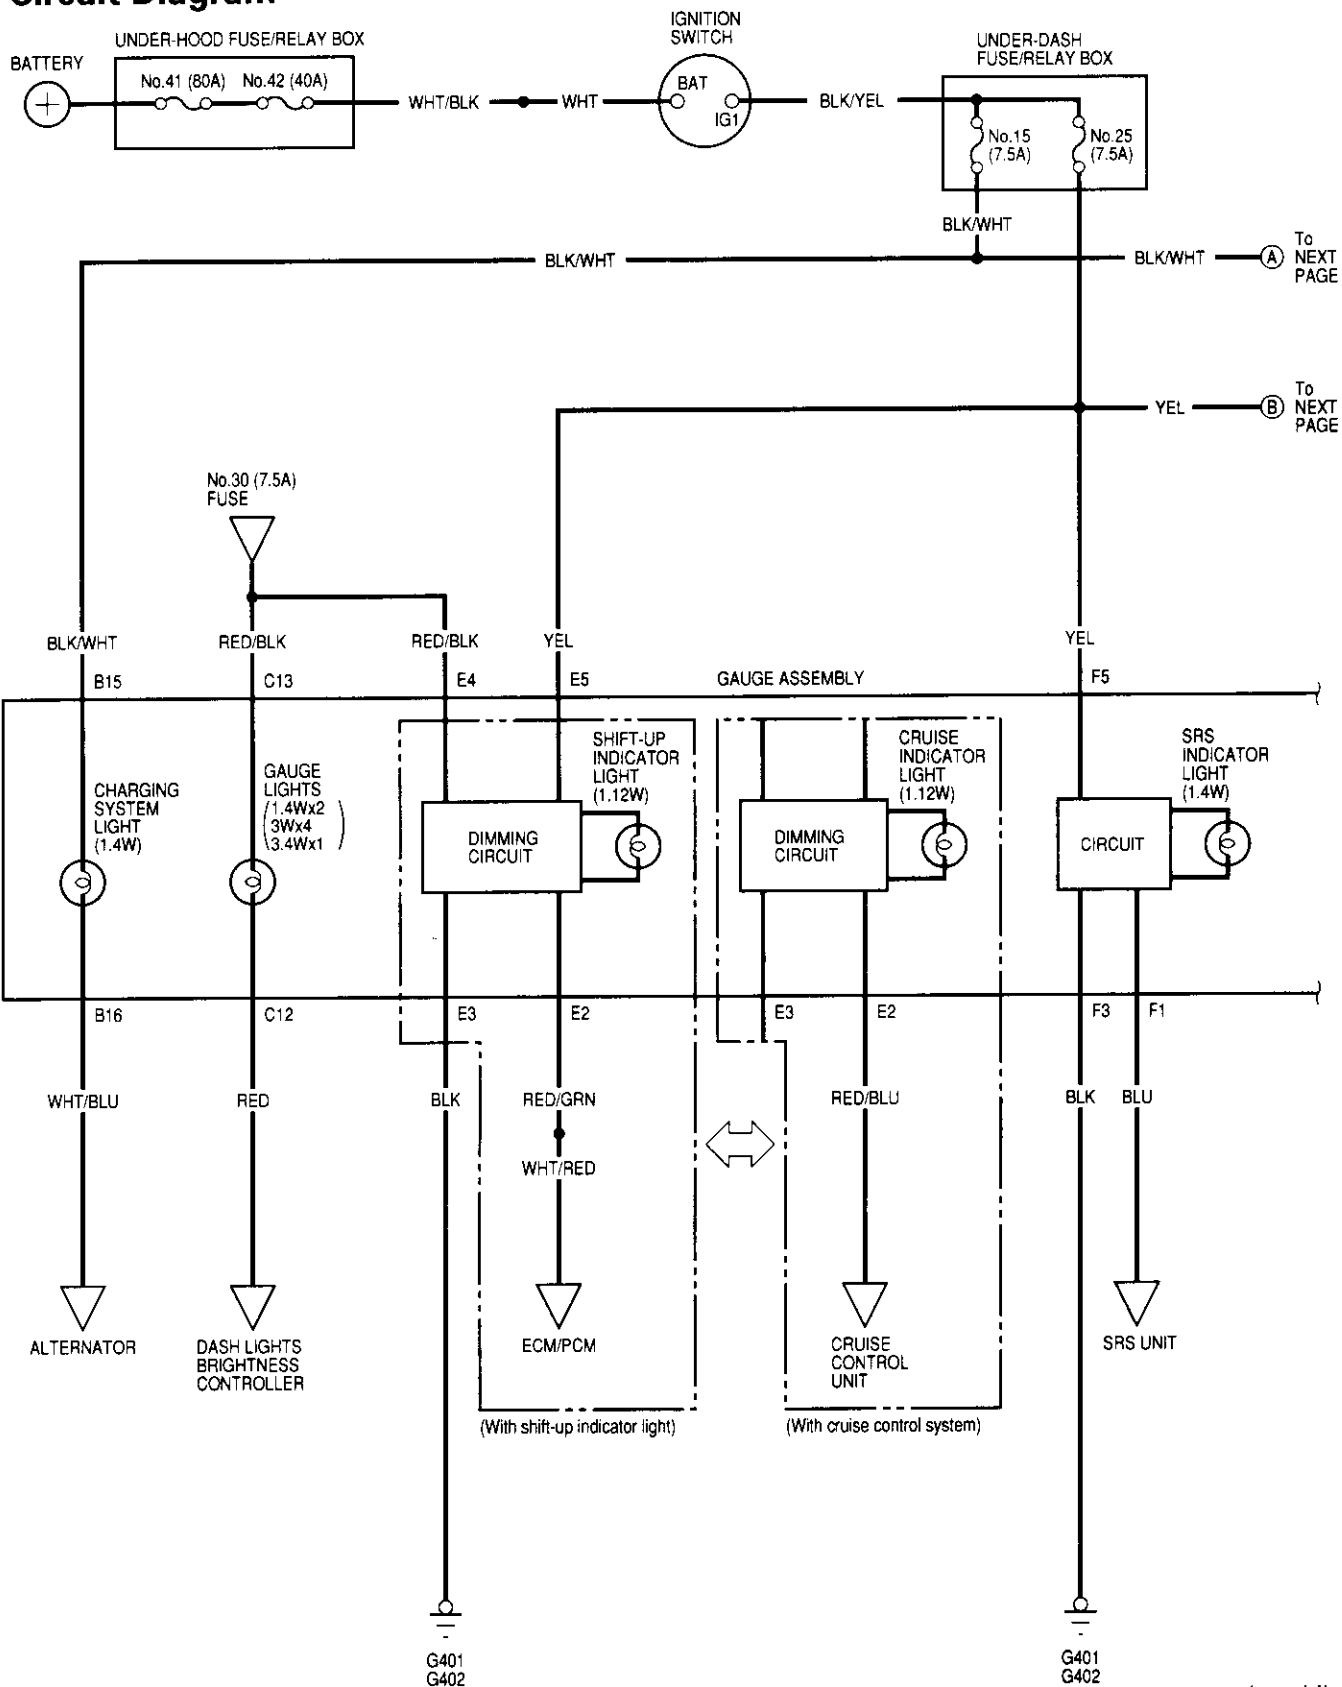 Circuit Diagram
IGNITION
SWITCH
UNDER-HOOD FUSE/RELAY BOX
UNDER-DASH
FUSE/RELAY BOX
BATTERY
No.41 (80A)
No.42 (40A)
BAT
IG1
WHT/BLK
WHT
BLK/YEL
No.15
(7.5A)
No.25
(7.5A)
BLK/WHT
BLK/WHT
BLK/WHT
A
To
NEXT
PAGE
YEL
B
To
NEXT
PAGE
No.30 (7.5A)
FUSE
BLK/WHT
RED/BLK
RED/BLK
YEL
YEL
B15
C13
E4
E5
GAUGE ASSEMBLY
F5
CHARGING
SYSTEM
LIGHT
(1.4W)
GAUGE
LIGHTS
(1.4Wx2
3Wx4
3.4Wx1)
DIMMING
CIRCUIT
SHIFT-UP
INDICATOR
LIGHT
(1.12W)
DIMMING
CIRCUIT
CRUISE
INDICATOR
LIGHT
(1.12W)
CIRCUIT
SRS
INDICATOR
LIGHT
(1.4W)
B16
C12
E3
E2
E3
E2
F3
F1
WHT/BLU
RED
BLK
RED/GRN
RED/BLU
BLK
BLU
WHT/RED
ALTERNATOR
DASH LIGHTS
BRIGHTNESS
CONTROLLER
ECM/PCM
CRUISE
CONTROL
UNIT
SRS UNIT
(With shift-up indicator light)
(With cruise control system)
G401
G402
G401
G402